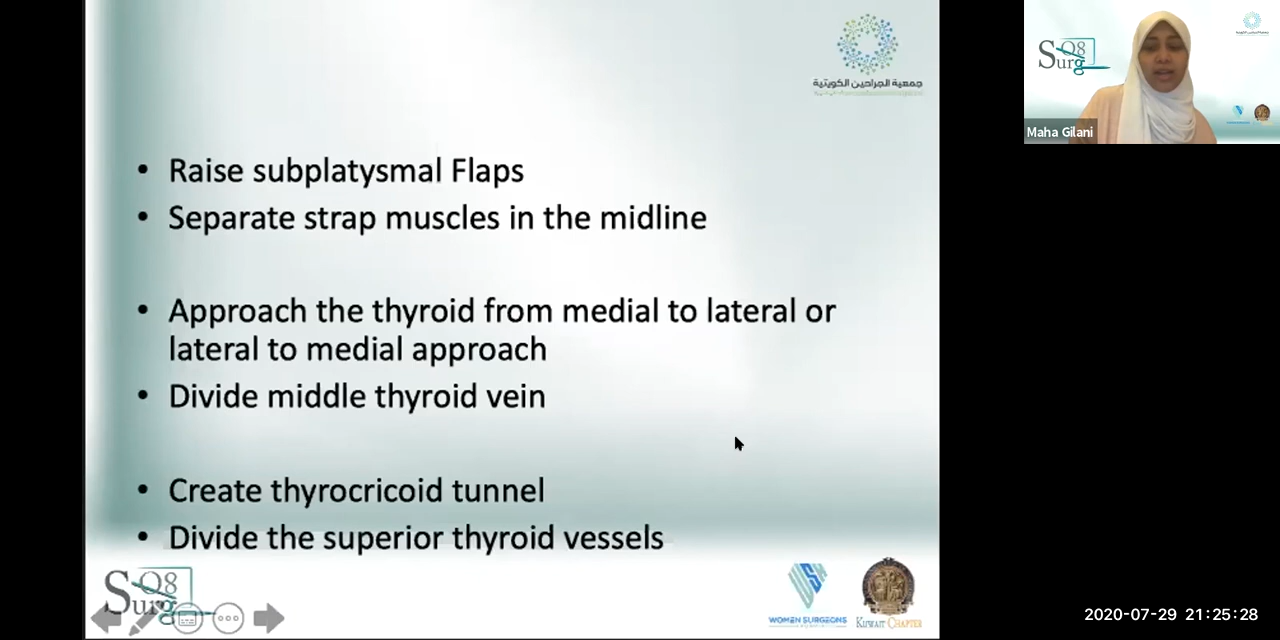 جمعية الجراحين الكويتية
• Raise subplatysmal Flaps
• Separate strap muscles in the midline
• Approach the thyroid from medial to lateral or
lateral to medial approach
• Divide middle thyroid vein
• Create thyrocricoid tunnel
• Divide the superior thyroid vessels
Q8
Surg
WOMEN SURGEONS
KUWAIT CHAPTER
Q8
Surg
Maha Gilani
2020-07-29 21:25:28